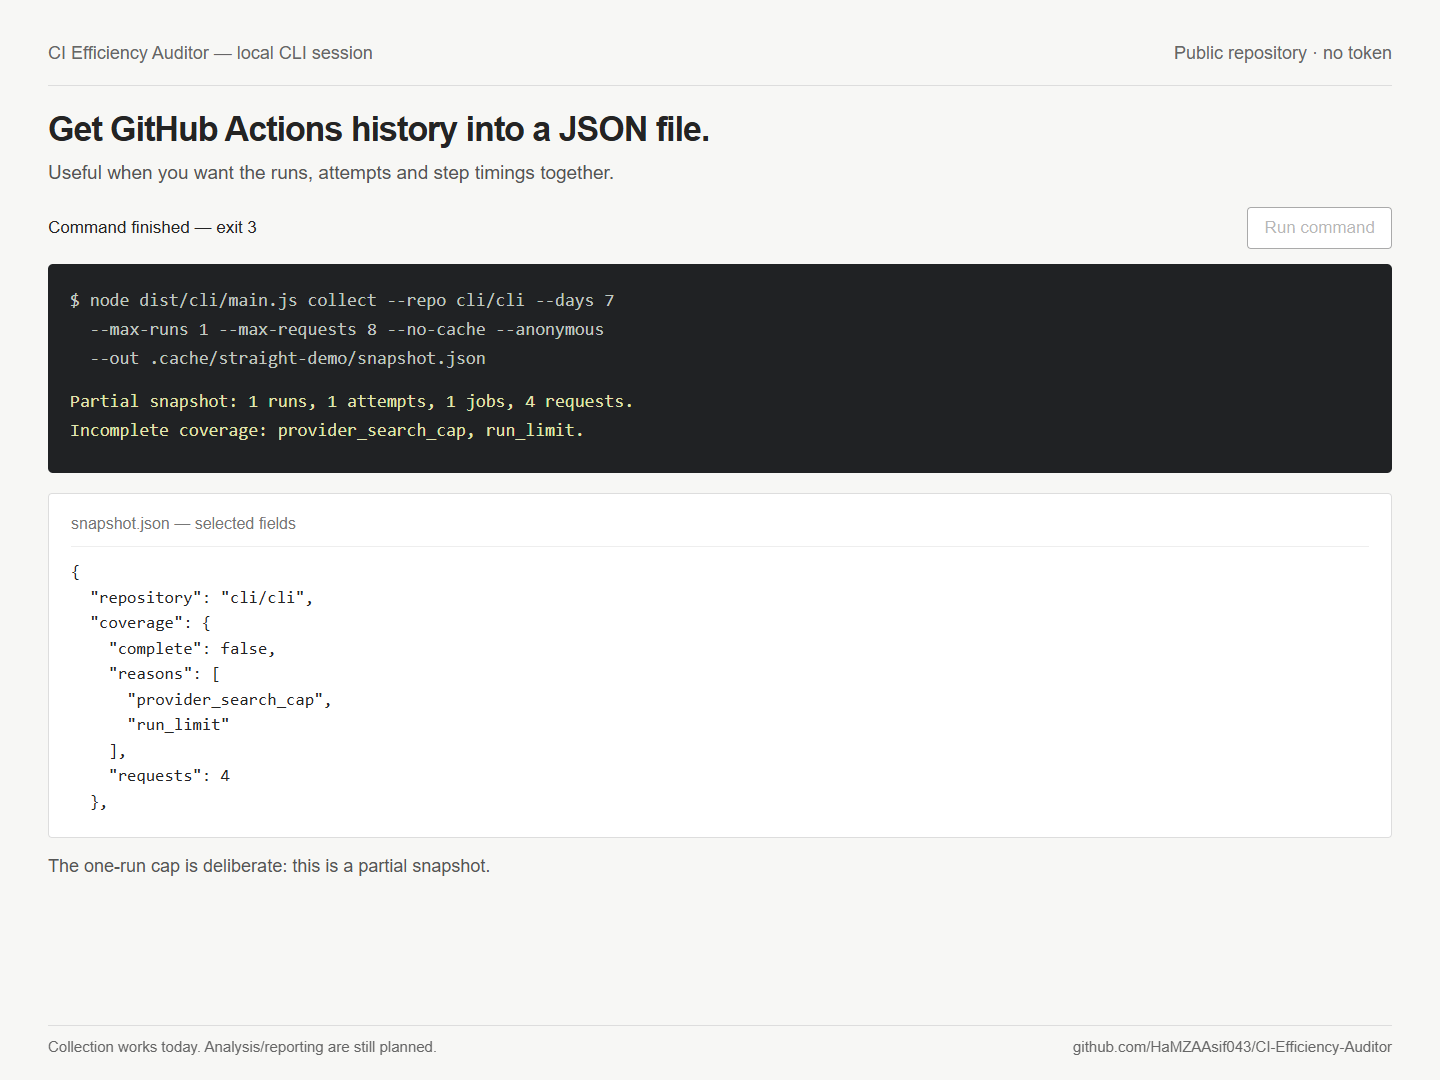 CI Efficiency Auditor — local CLI session
Public repository · no token
Get GitHub Actions history into a JSON file.
Useful when you want the runs, attempts and step timings together.
Command finished — exit 3
Run command
$ node dist/cli/main.js collect --repo cli/cli --days 7
  --max-runs 1 --max-requests 8 --no-cache --anonymous
  --out .cache/straight-demo/snapshot.json
Partial snapshot: 1 runs, 1 attempts, 1 jobs, 4 requests.
Incomplete coverage: provider_search_cap, run_limit.
snapshot.json — selected fields
{
  "repository": "cli/cli",
  "coverage": {
    "complete": false,
    "reasons": [
      "provider_search_cap",
      "run_limit"
    ],
    "requests": 4
  },
The one-run cap is deliberate: this is a partial snapshot.
Collection works today. Analysis/reporting are still planned.
github.com/HaMZAAsif043/CI-Efficiency-Auditor